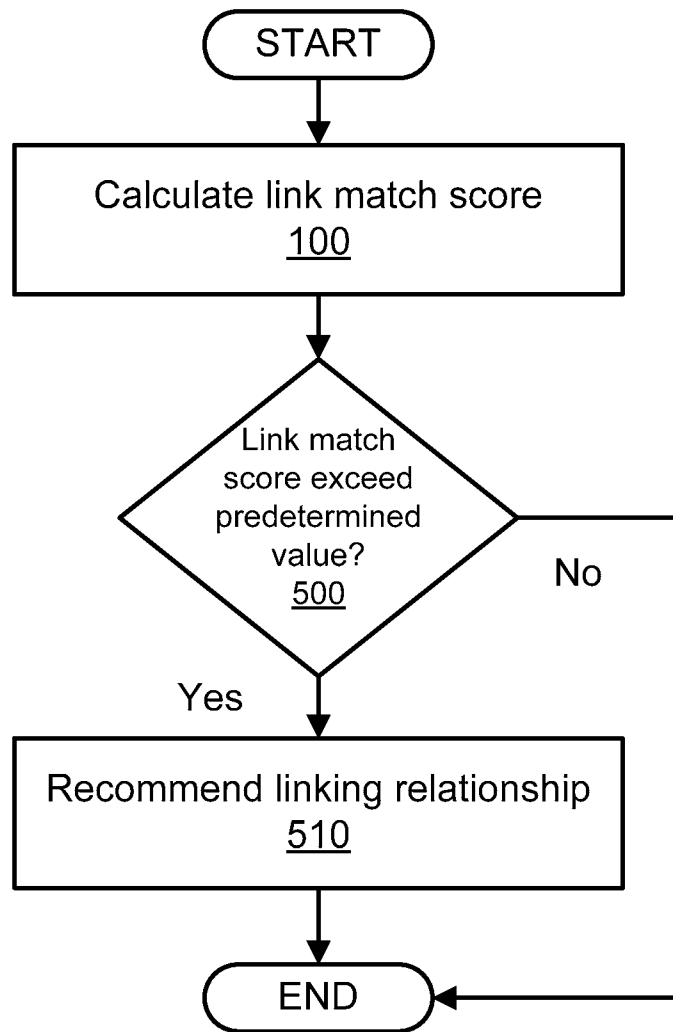 START
Calculate link match score
100
Link match
score exceed
predetermined
value?
500
No
Yes
Recommend linking relationship
510
END